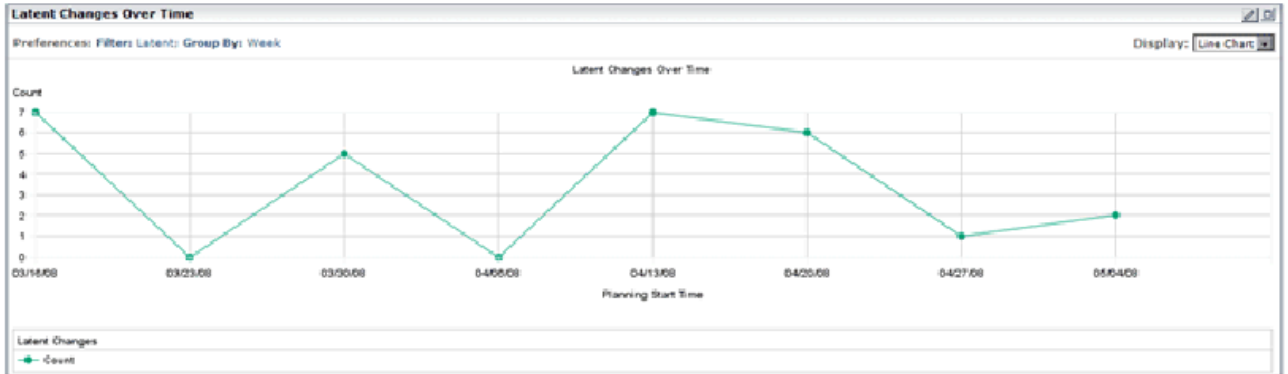 Latent Changes Over Time
Preferences: Filter: Latent; Group By: Week
Display: Line Chart
Latent Changes Over Time
Count
7
6
5
4
3
2
1
0
03/16/08 03/23/08 03/30/08 04/06/08 04/13/08 04/20/08 04/27/08 05/04/08
Planning Start Time
Latent Changes
Count